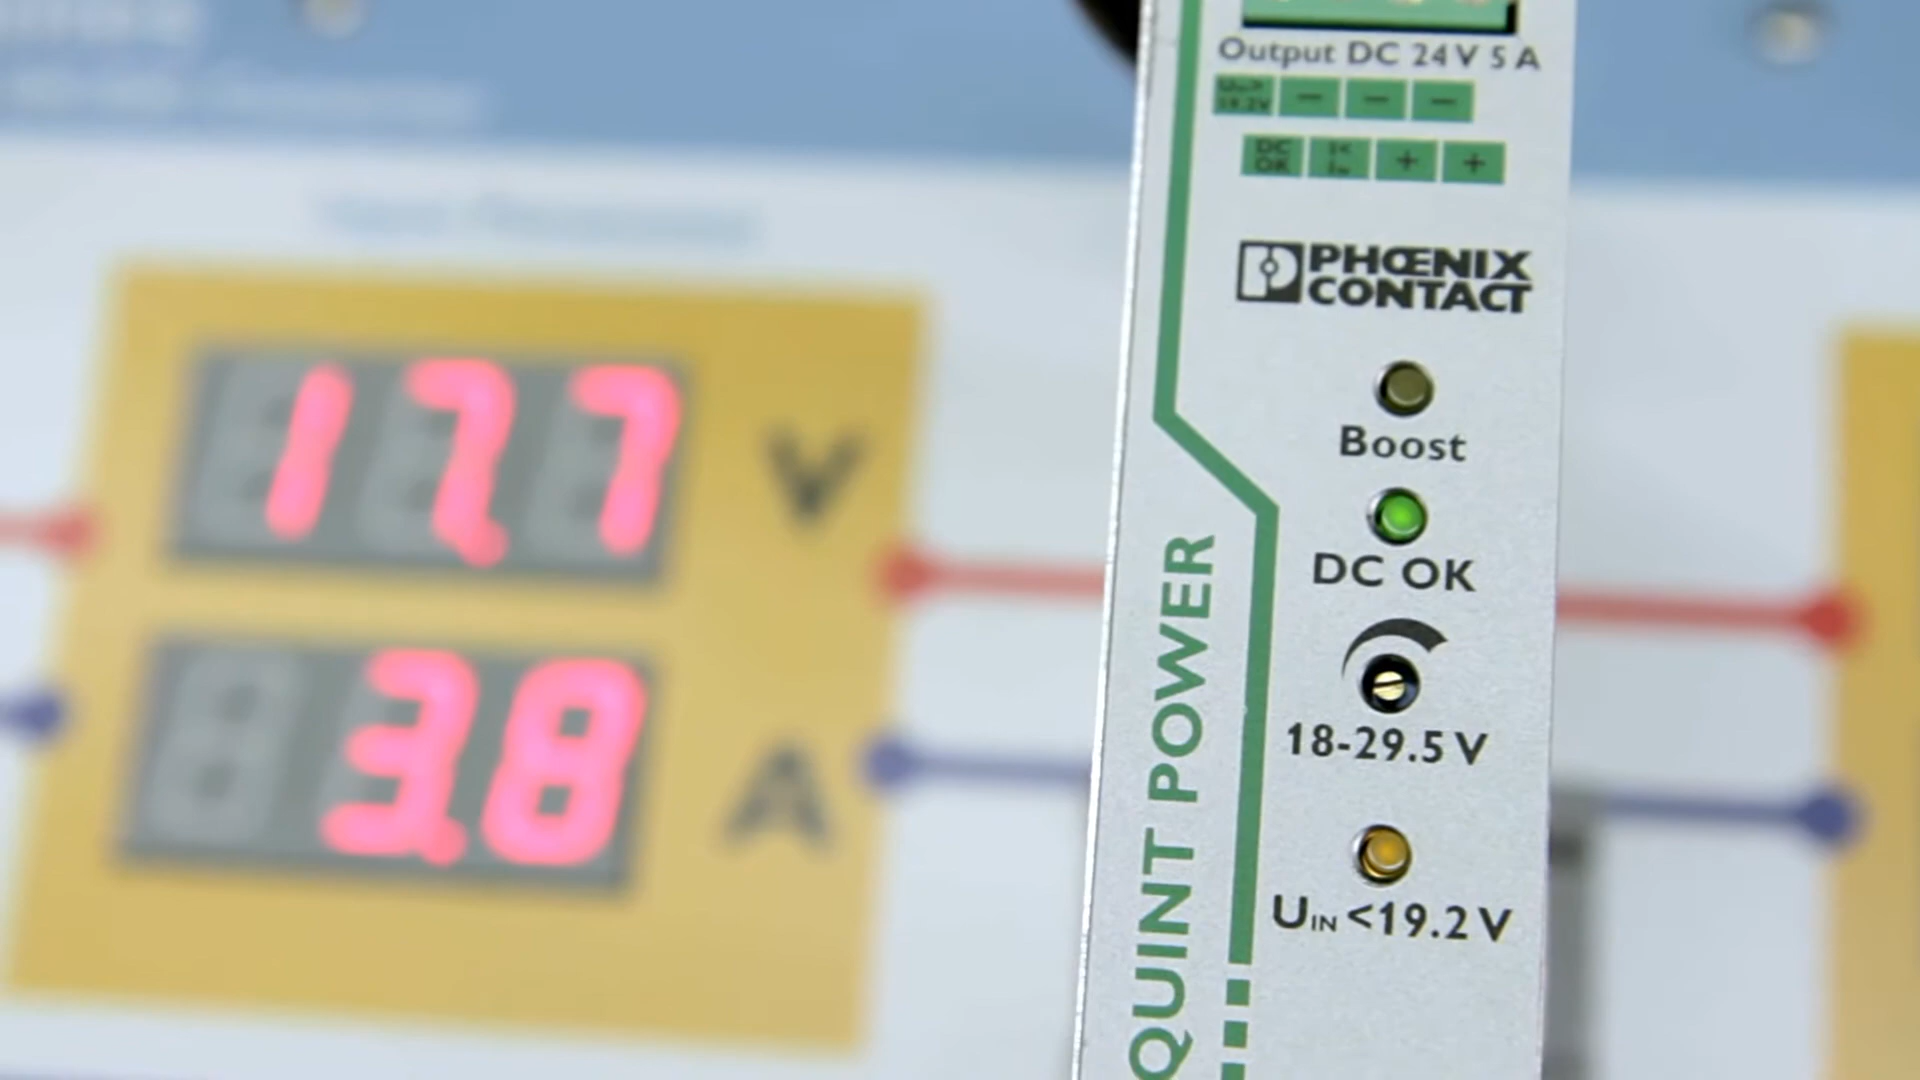 17.7 V
3.8 A
Output DC 24 V 5 A
− − −
DC OK + +
PHŒNIX CONTACT
Boost
DC OK
18-29.5 V
UIN <19.2 V
QUINT POWER